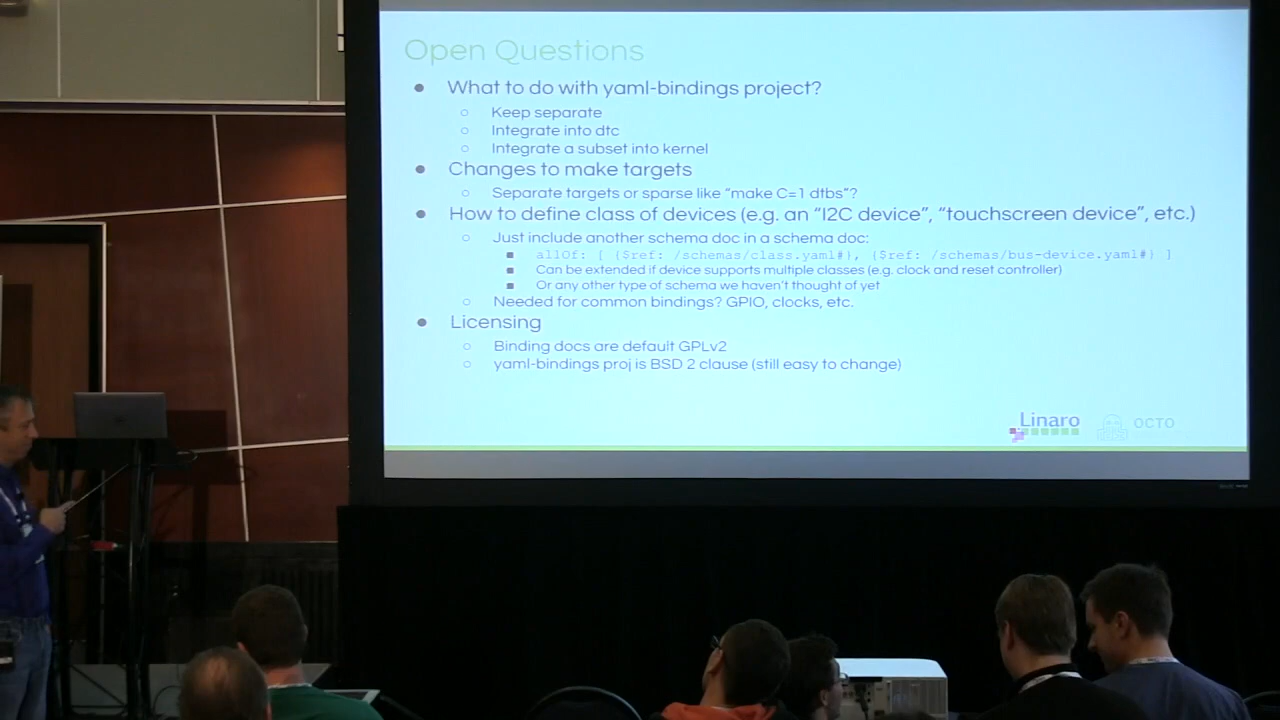 Open Questions
● What to do with yaml-bindings project?
○ Keep separate
○ Integrate into dtc
○ Integrate a subset into kernel
● Changes to make targets
○ Separate targets or sparse like “make C=1 dtbs”?
● How to define class of devices (e.g. an “I2C device”, “touchscreen device”, etc.)
○ Just include another schema doc in a schema doc:
■ allOf: [ {$ref: /schemas/class.yaml#}, {$ref: /schemas/bus-device.yaml#} ]
■ Can be extended if device supports multiple classes (e.g. clock and reset controller)
■ Or any other type of schema we haven’t thought of yet
○ Needed for common bindings? GPIO, clocks, etc.
● Licensing
○ Binding docs are default GPLv2
○ yaml-bindings proj is BSD 2 clause (still easy to change)
Linaro OCTO